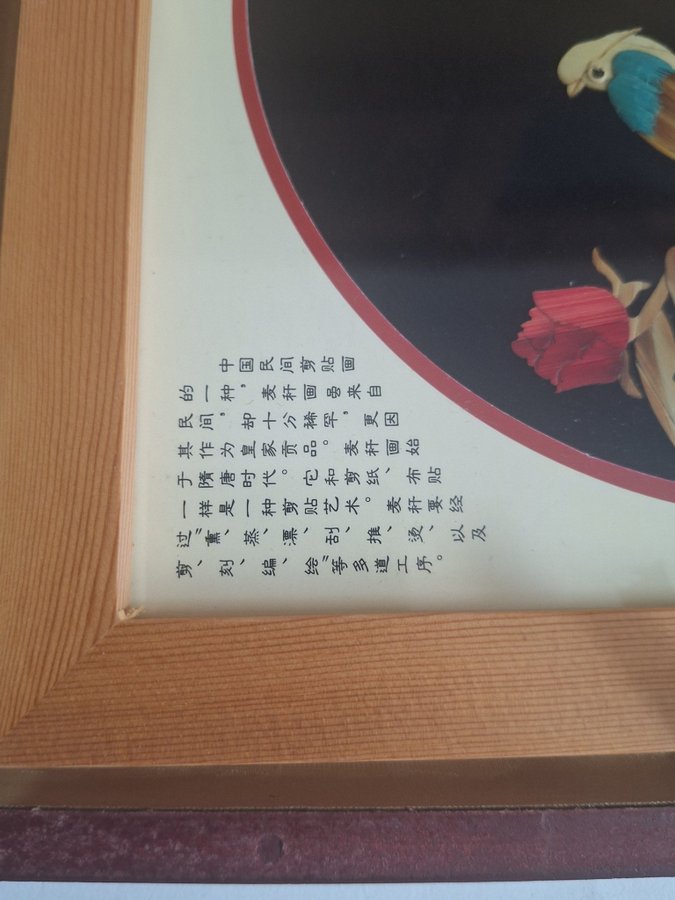 中国民间剪贴画
的一种，麦秆画虽来自
民间，却十分稀罕，更因
其作为皇家贡品。麦秆画始
于隋唐时代。它和剪纸、布贴
一样是一种剪贴艺术。麦秆要经
过“熏、蒸、漂、刮、推、烫、以及
剪、刻、编、绘”等多道工序。